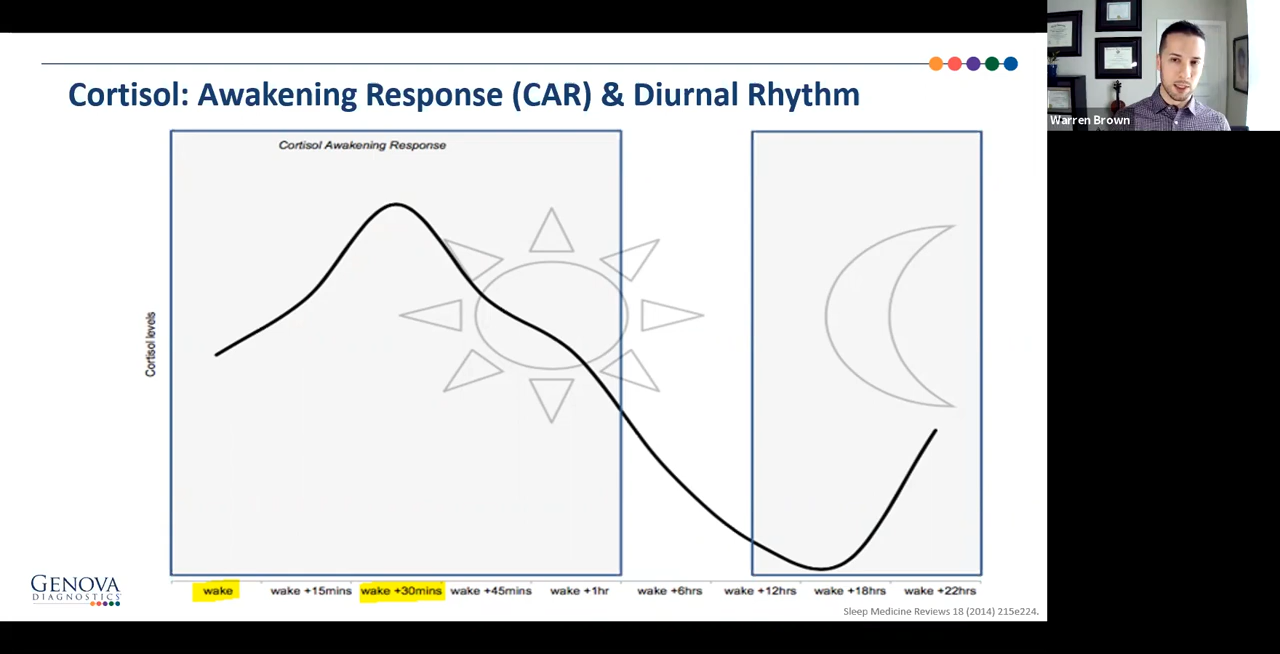 Cortisol: Awakening Response (CAR) & Diurnal Rhythm
Warren Brown
Cortisol Awakening Response
Cortisol levels
wake
wake +15mins
wake +30mins
wake +45mins
wake +1hr
wake +6hrs
wake +12hrs
wake +18hrs
wake +22hrs
GENOVA
DIAGNOSTICS
Sleep Medicine Reviews 18 (2014) 215e224.